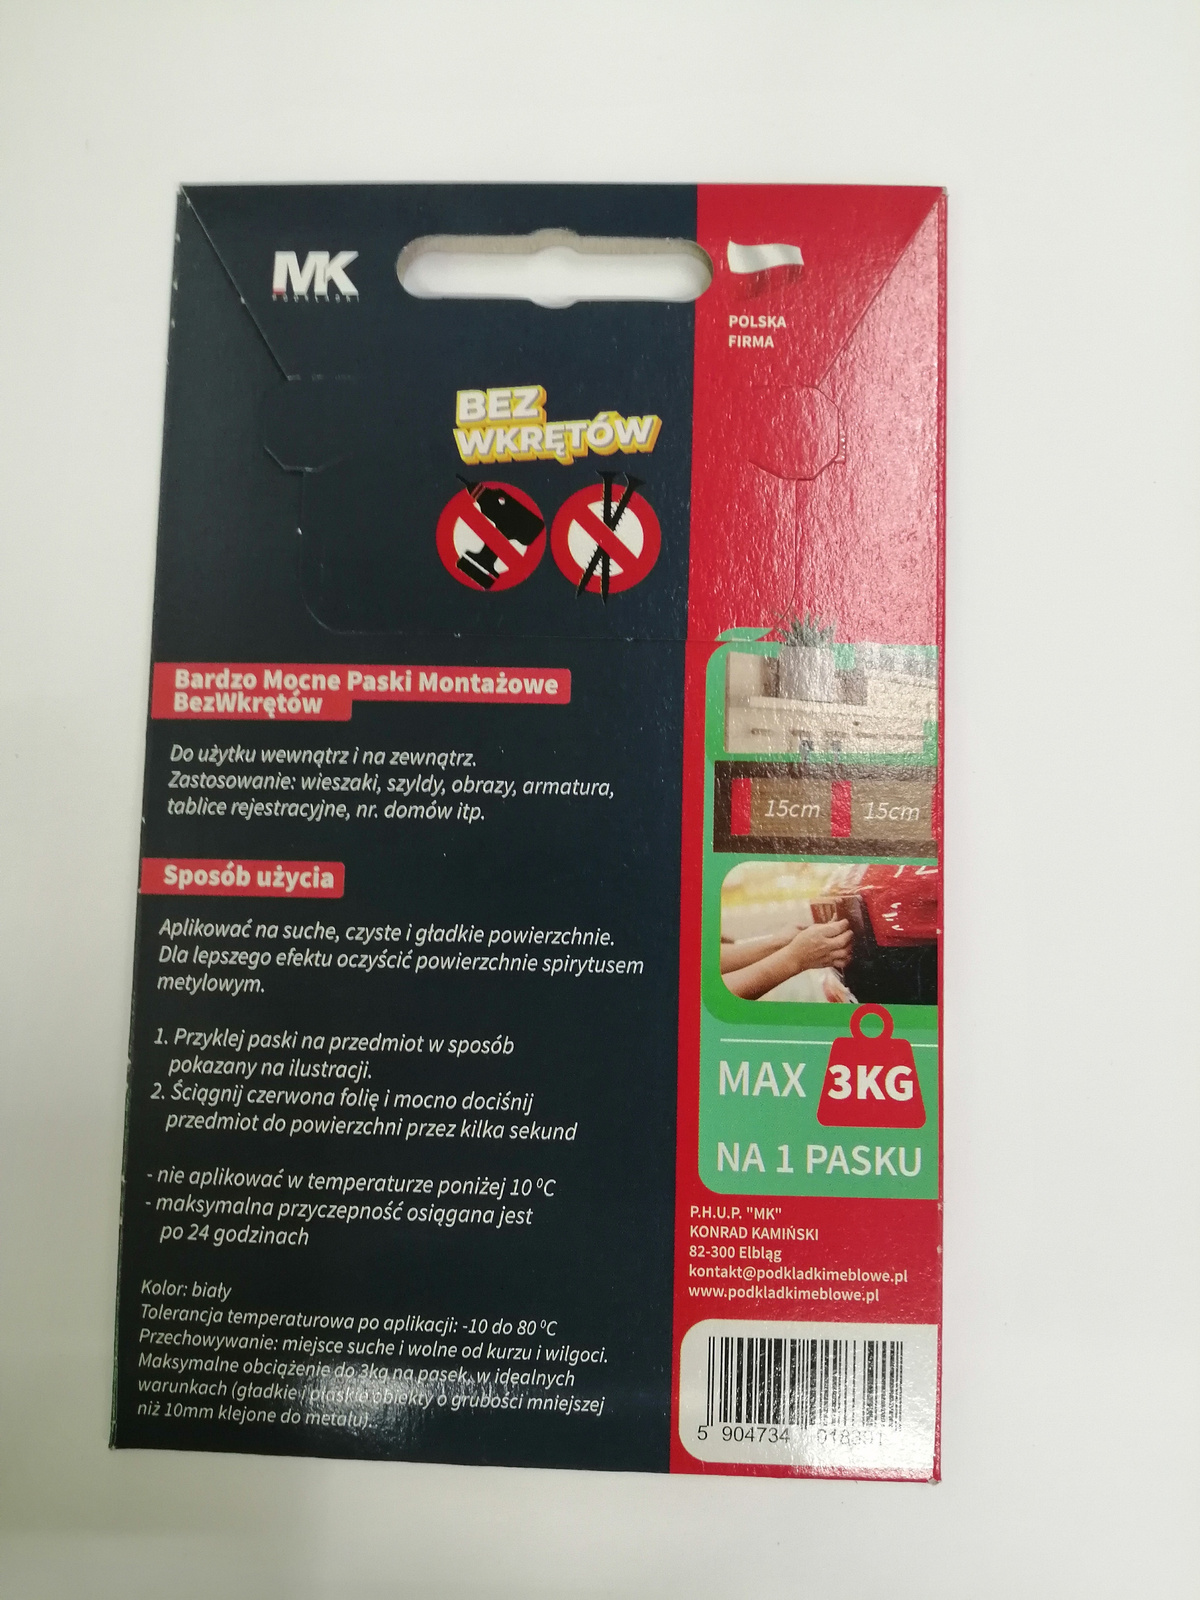 MK
POLSKA
FIRMA
BEZ
WKRĘTÓW
Bardzo Mocne Paski Montażowe
BezWkrętów
Do użytku wewnątrz i na zewnątrz.
Zastosowanie: wieszaki, szyldy, obrazy, armatura,
tablice rejestracyjne, nr. domów itp.
Sposób użycia
Aplikować na suche, czyste i gładkie powierzchnie.
Dla lepszego efektu oczyścić powierzchnie spirytusem
metylowym.
1. Przyklej paski na przedmiot w sposób
pokazany na ilustracji.
2. Ściągnij czerwona folię i mocno dociśnij
przedmiot do powierzchni przez kilka sekund
- nie aplikować w temperaturze poniżej 10 ⁰C
- maksymalna przyczepność osiągana jest
po 24 godzinach
Kolor: biały
Tolerancja temperaturowa po aplikacji: -10 do 80 ⁰C
Przechowywanie: miejsce suche i wolne od kurzu i wilgoci.
Maksymalne obciążenie do 3kg na pasek, w idealnych
warunkach (gładkie i płaskie obiekty o grubości mniejszej
niż 10mm klejone do metalu).
15cm 15cm
MAX 3KG
NA 1 PASKU
P.H.U.P. "MK"
KONRAD KAMIŃSKI
82-300 Elbląg
kontakt@podkladkimeblowe.pl
www.podkladkimeblowe.pl
5 904734